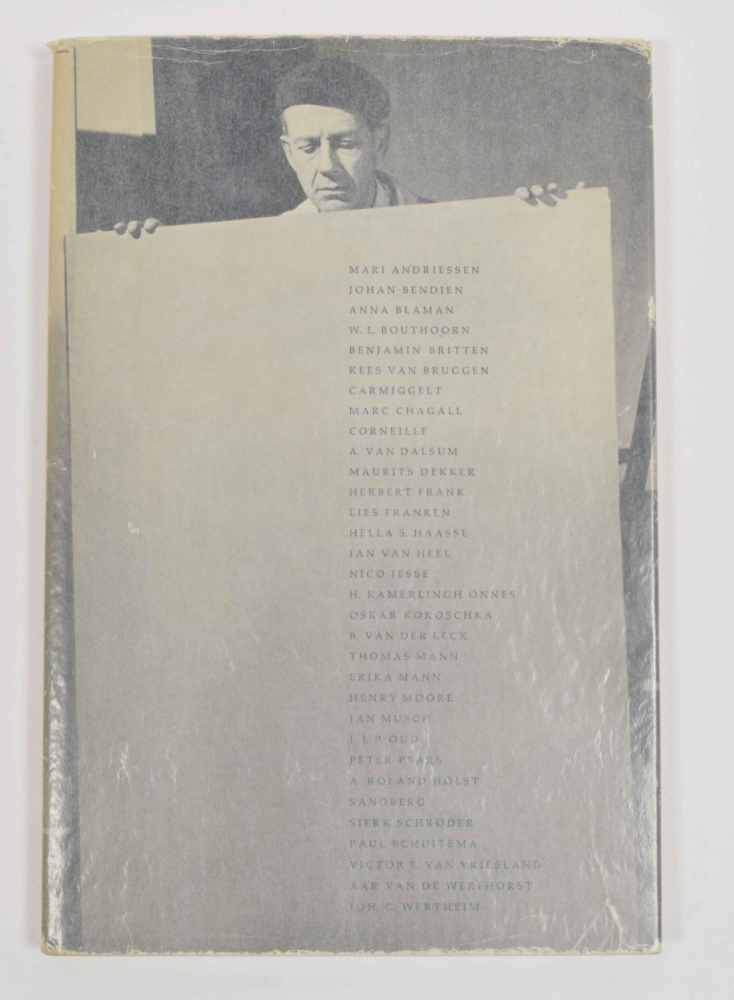 MARI ANDRIESSEN
JOHAN BENDIEN
ANNA BLAMAN
W. L. BOUTHOORN
BENJAMIN BRITTEN
KEES VAN BRUGGEN
CARMIGGELT
MARC CHAGALL
CORNEILLE
A. VAN DALSUM
MAURITS DEKKER
HERBERT FRANK
LIES FRANKEN
HELLA S. HAASSE
JAN VAN HEEL
NICO JESSE
H. KAMERLINGH ONNES
OSKAR KOKOSCHKA
B. VAN DER LECK
THOMAS MANN
ERIKA MANN
HENRY MOORE
JAN MUSCH
J. J. P. OUD
PETER PEARS
A. ROLAND HOLST
SANDBERG
SIERK SCHRÖDER
PAUL SCHUITEMA
VICTOR E. VAN VRIESLAND
AAR VAN DE WERFHORST
JOH. C. WERTHEIM